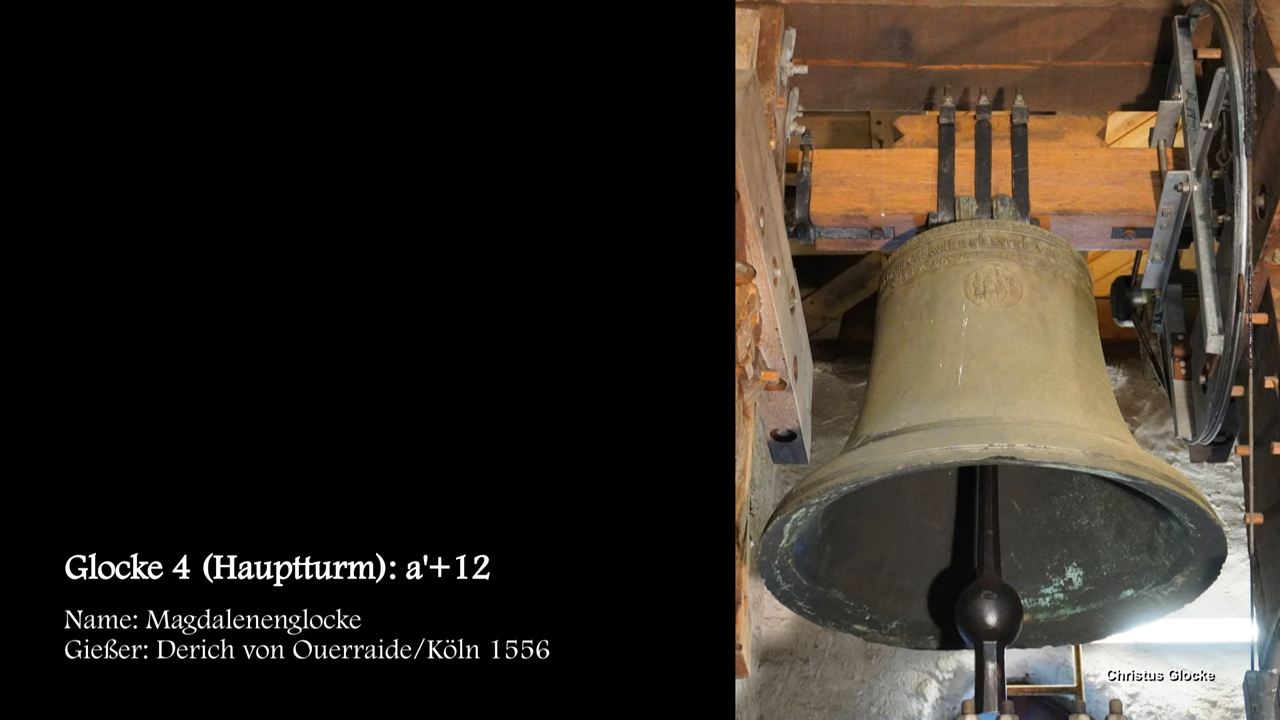 Glocke 4 (Hauptturm): a'+12
Name: Magdalenenglocke
Gießer: Derich von Ouerraide/Köln 1556
Christus Glocke